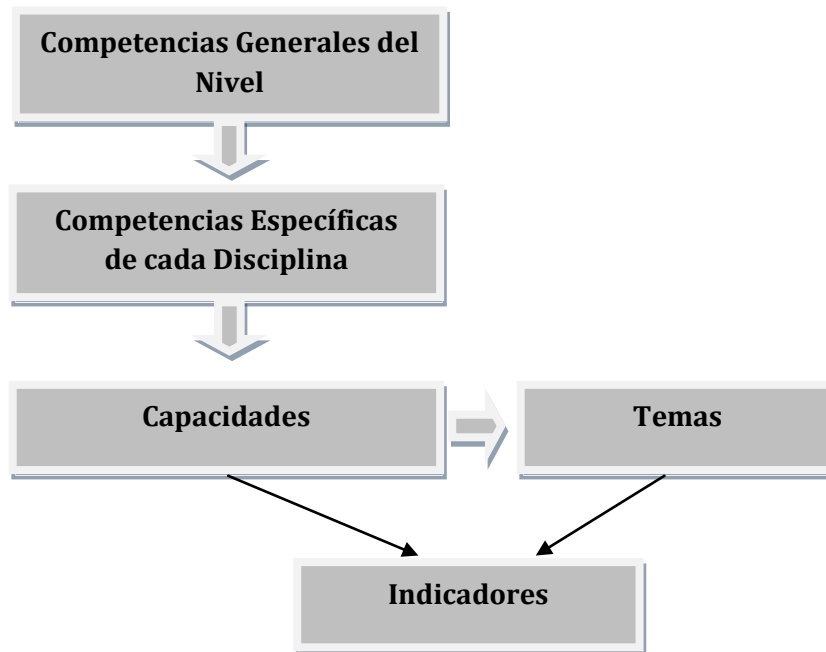 Competencias Generales del
Nivel
Competencias Específicas
de cada Disciplina
Capacidades
Temas
Indicadores